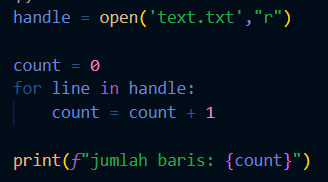 handle = open('text.txt',"r")
count = 0
for line in handle:
    count = count + 1
print(f"jumlah baris: {count}")